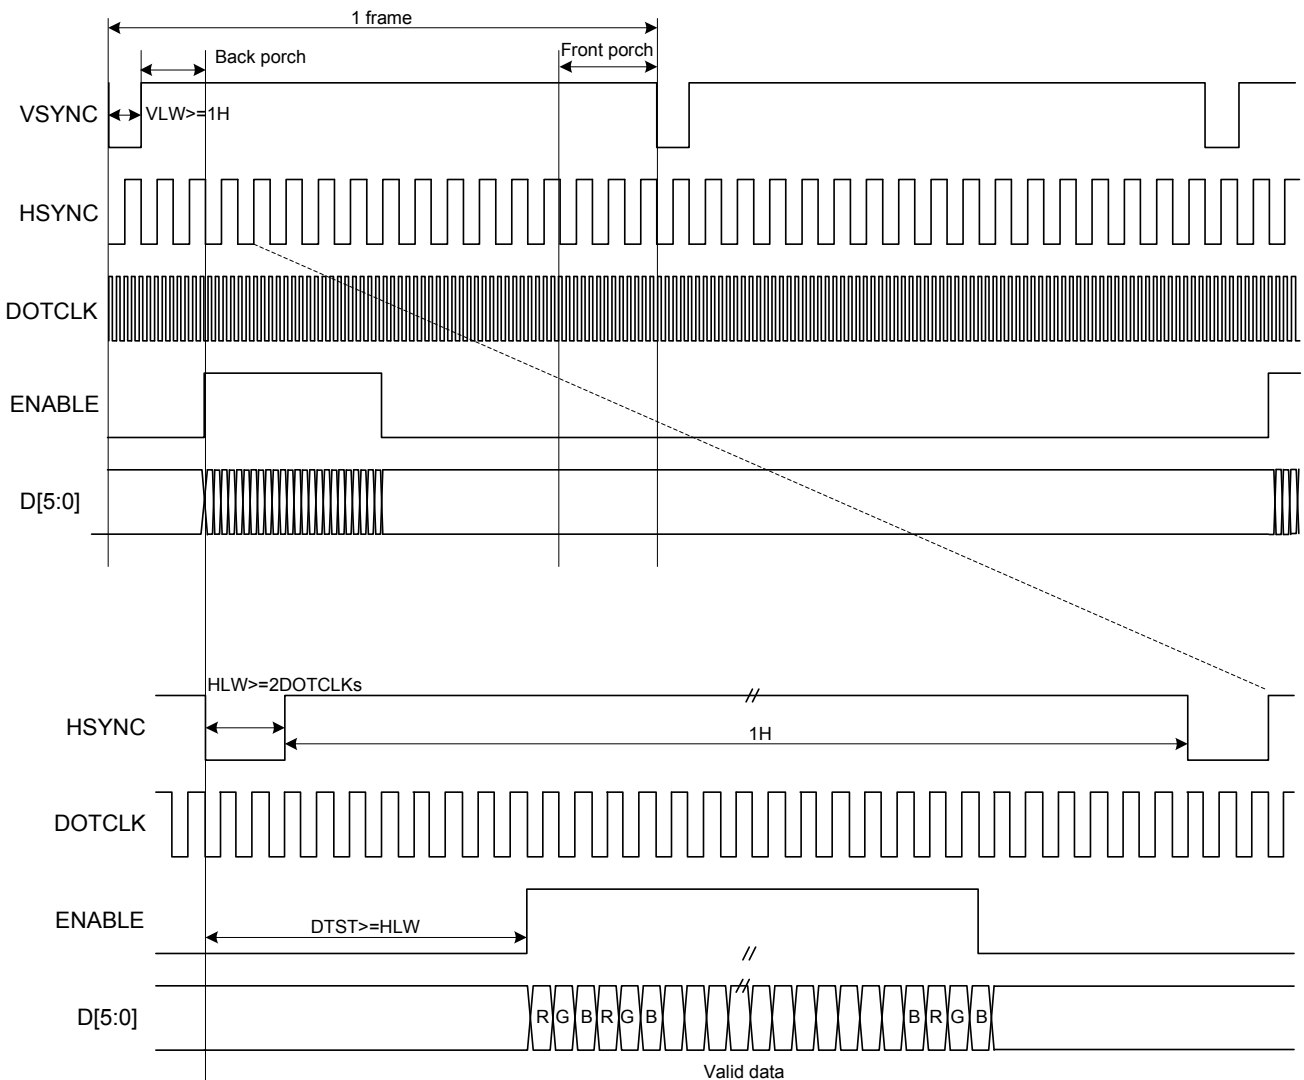 1 frame
Back porch
Front porch
VSYNC
VLW>=1H
HSYNC
DOTCLK
ENABLE
D[5:0]
HLW>=2DOTCLKs
HSYNC
//
1H
DOTCLK
ENABLE
DTST>=HLW
//
D[5:0]
R G B R G B // B R G B
Valid data